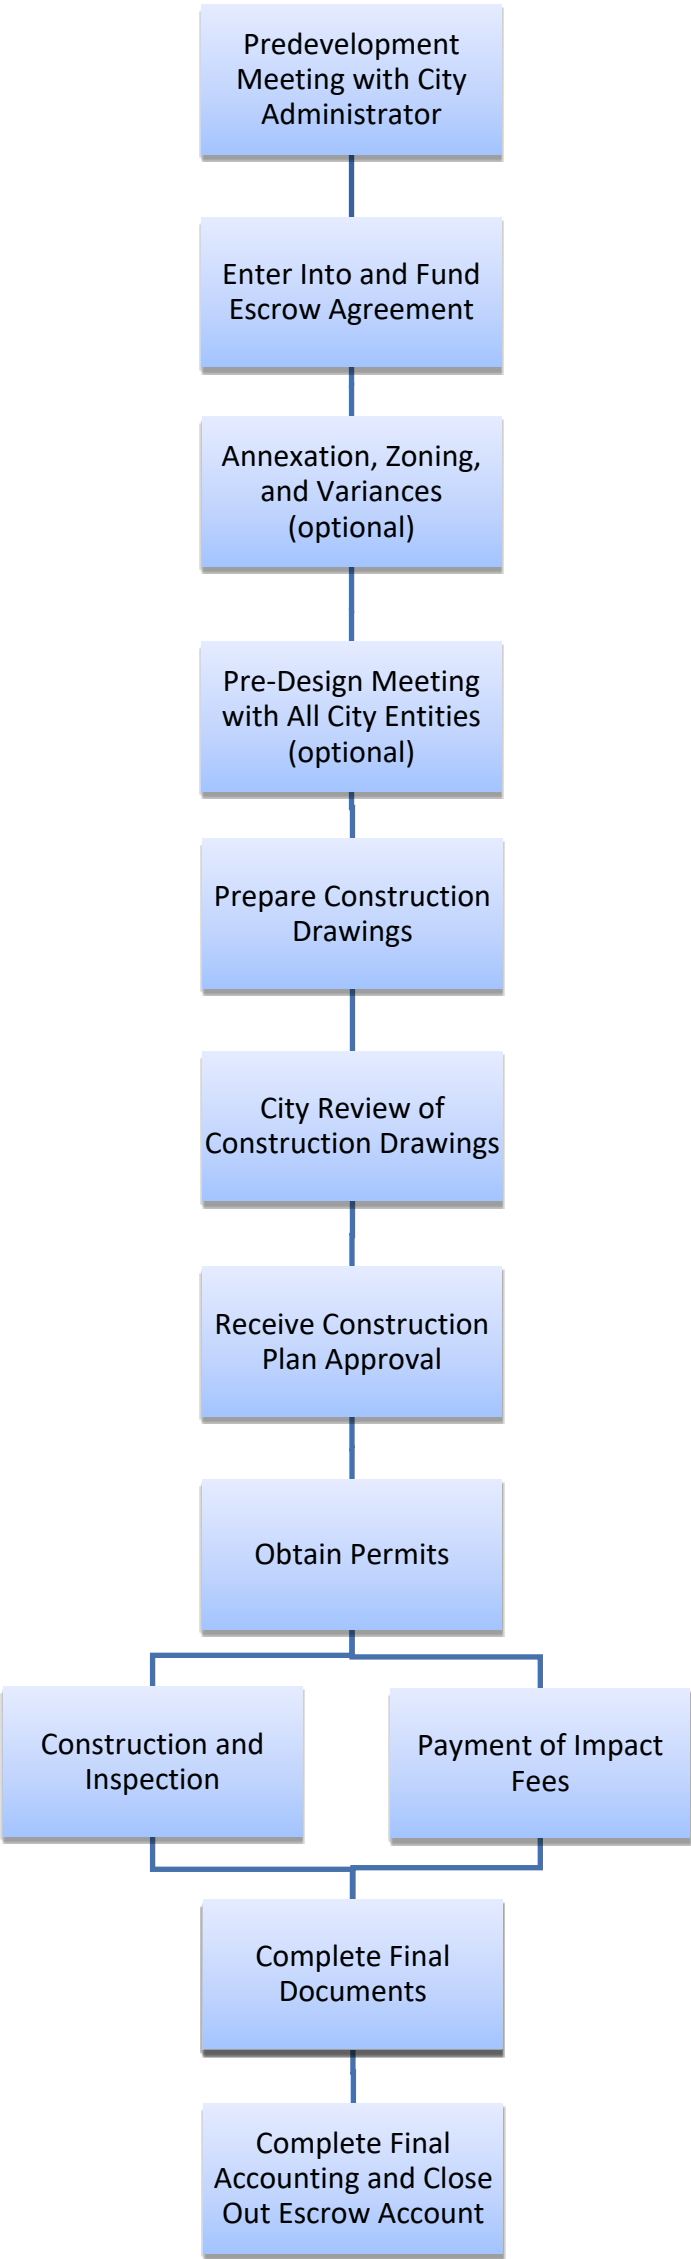 Predevelopment
Meeting with City
Administrator
Enter Into and Fund
Escrow Agreement
Annexation, Zoning,
and Variances
(optional)
Pre-Design Meeting
with All City Entities
(optional)
Prepare Construction
Drawings
City Review of
Construction Drawings
Receive Construction
Plan Approval
Obtain Permits
Construction and
Inspection
Payment of Impact
Fees
Complete Final
Documents
Complete Final
Accounting and Close
Out Escrow Account